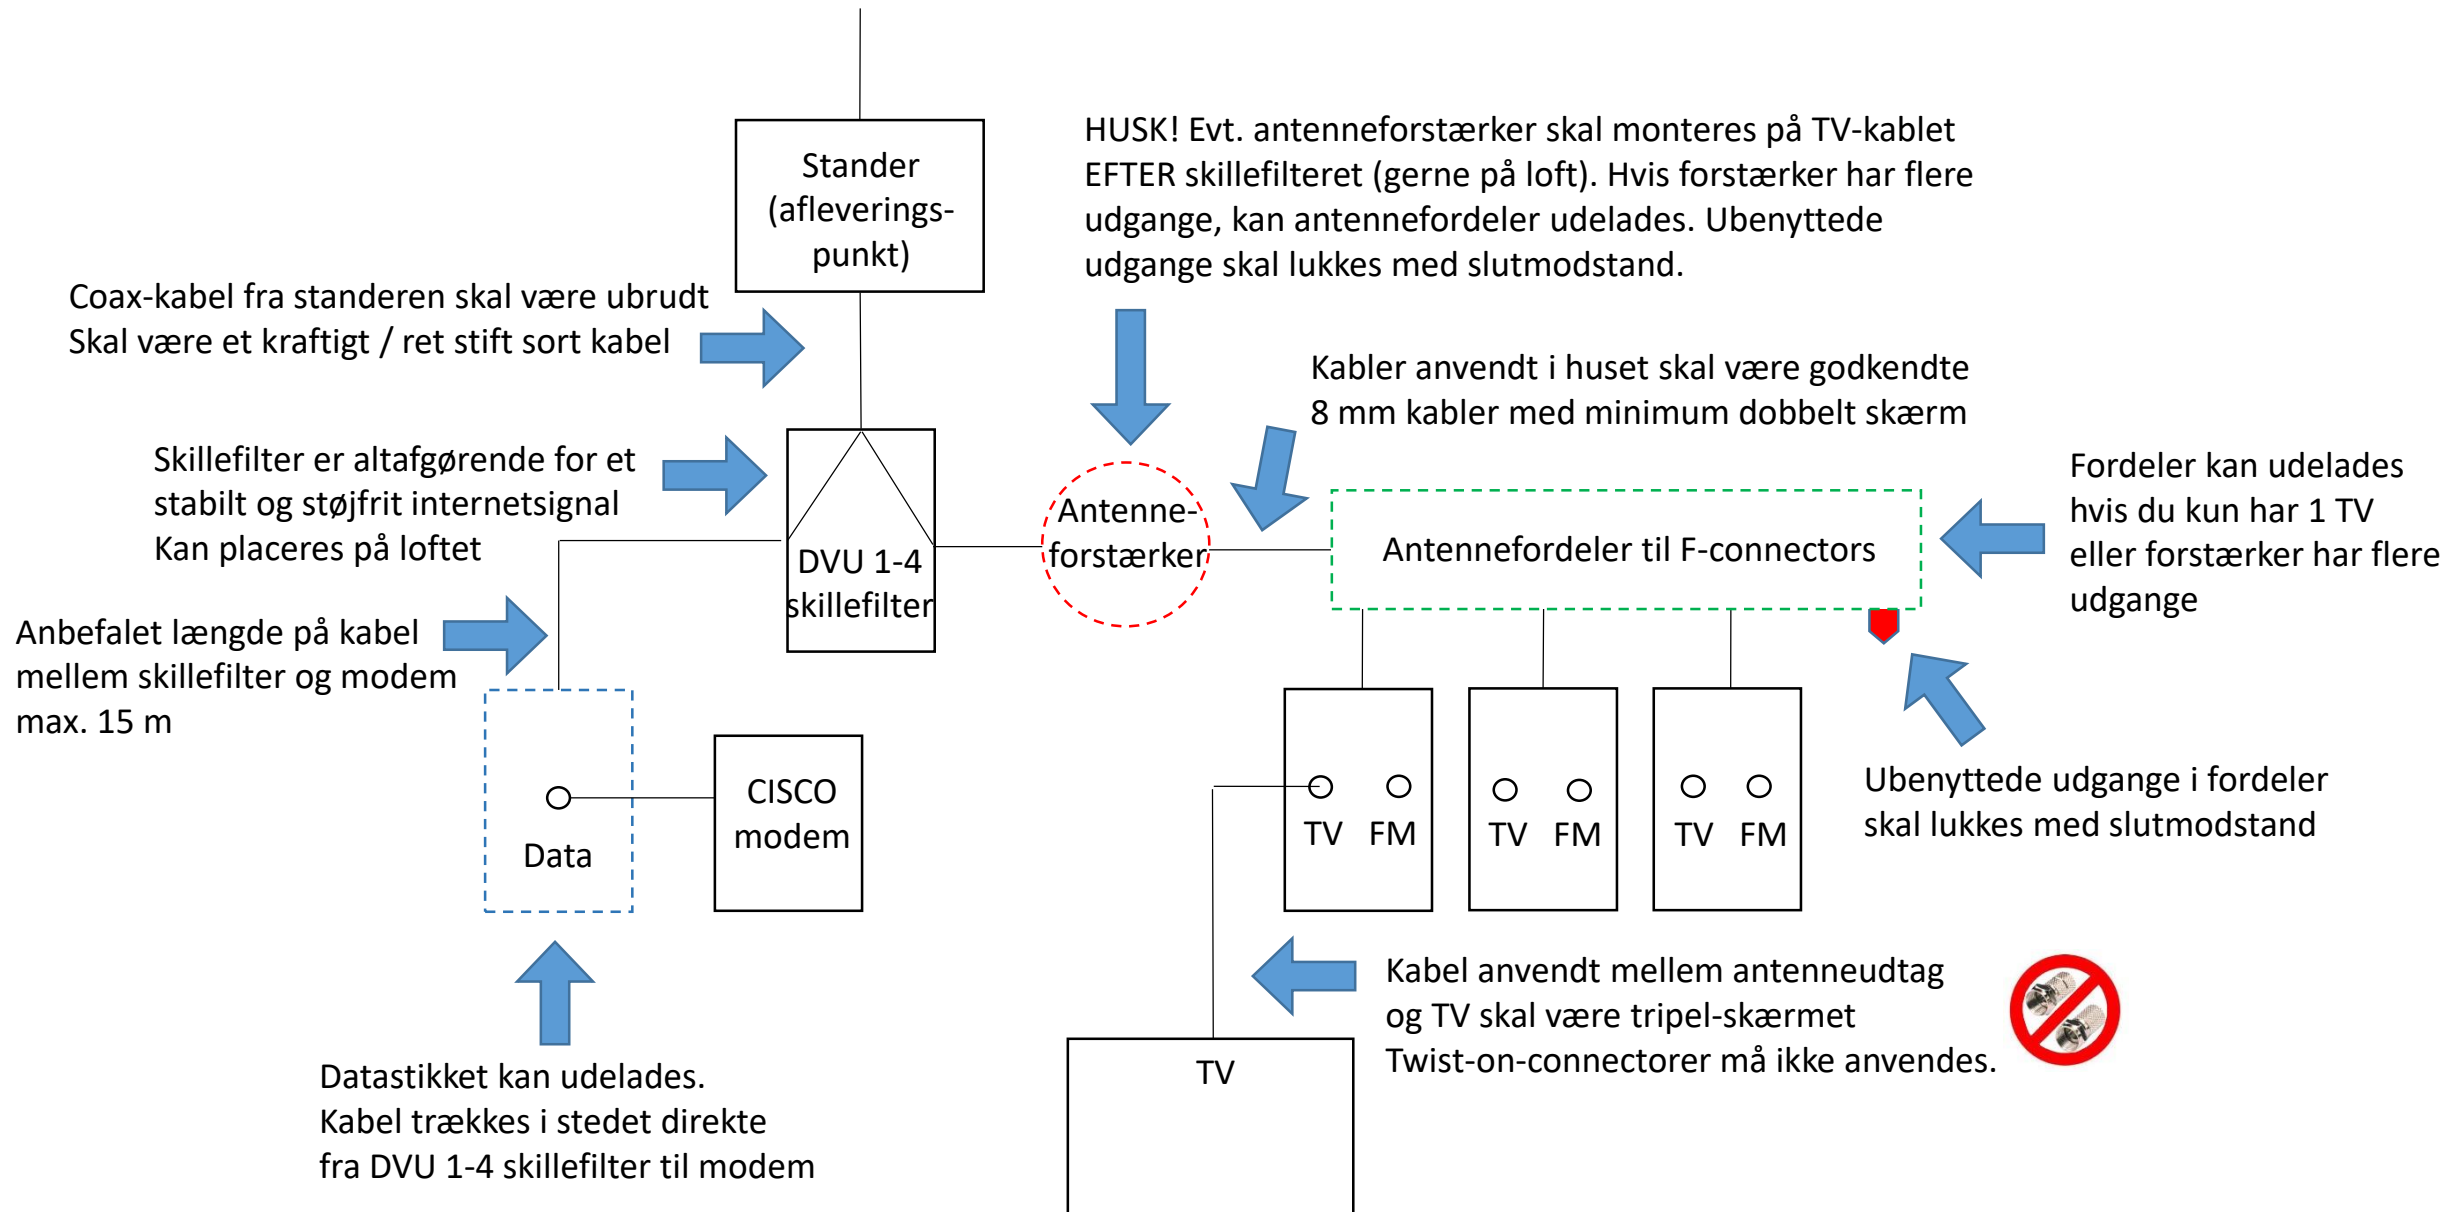 Stander
(afleverings-
punkt)
HUSK! Evt. antenneforstærker skal monteres på TV-kablet
EFTER skillefilteret (gerne på loft). Hvis forstærker har flere
udgange, kan antennefordeler udelades. Ubenyttede
udgange skal lukkes med slutmodstand.
Coax-kabel fra standeren skal være ubrudt
Skal være et kraftigt / ret stift sort kabel
Kabler anvendt i huset skal være godkendte
8 mm kabler med minimum dobbelt skærm
Skillefilter er altafgørende for et
stabilt og støjfrit internetsignal
Kan placeres på loftet
DVU 1-4
skillefilter
Antenne-
forstærker
Antennefordeler til F-connectors
Fordeler kan udelades
hvis du kun har 1 TV
eller forstærker har flere
udgange
Anbefalet længde på kabel
mellem skillefilter og modem
max. 15 m
Data
CISCO
modem
TV FM
TV FM
TV FM
Ubenyttede udgange i fordeler
skal lukkes med slutmodstand
Kabel anvendt mellem antenneudtag
og TV skal være tripel-skærmet
Twist-on-connectorer må ikke anvendes.
TV
Datastikket kan udelades.
Kabel trækkes i stedet direkte
fra DVU 1-4 skillefilter til modem